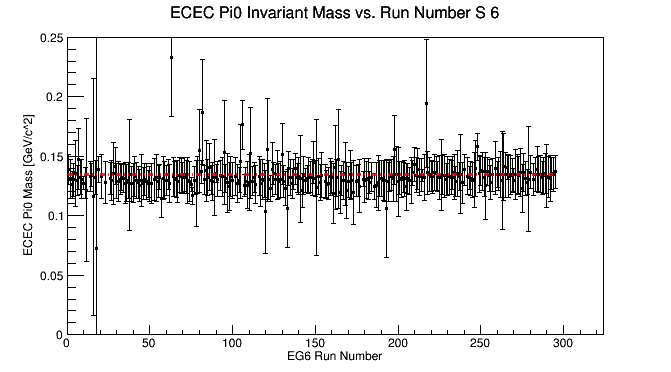 ECEC Pi0 Invariant Mass vs. Run Number S 6
ECEC Pi0 Mass [GeV/c^2]
0.25
0.2
0.15
0.1
0.05
0
0 50 100 150 200 250 300
EG6 Run Number